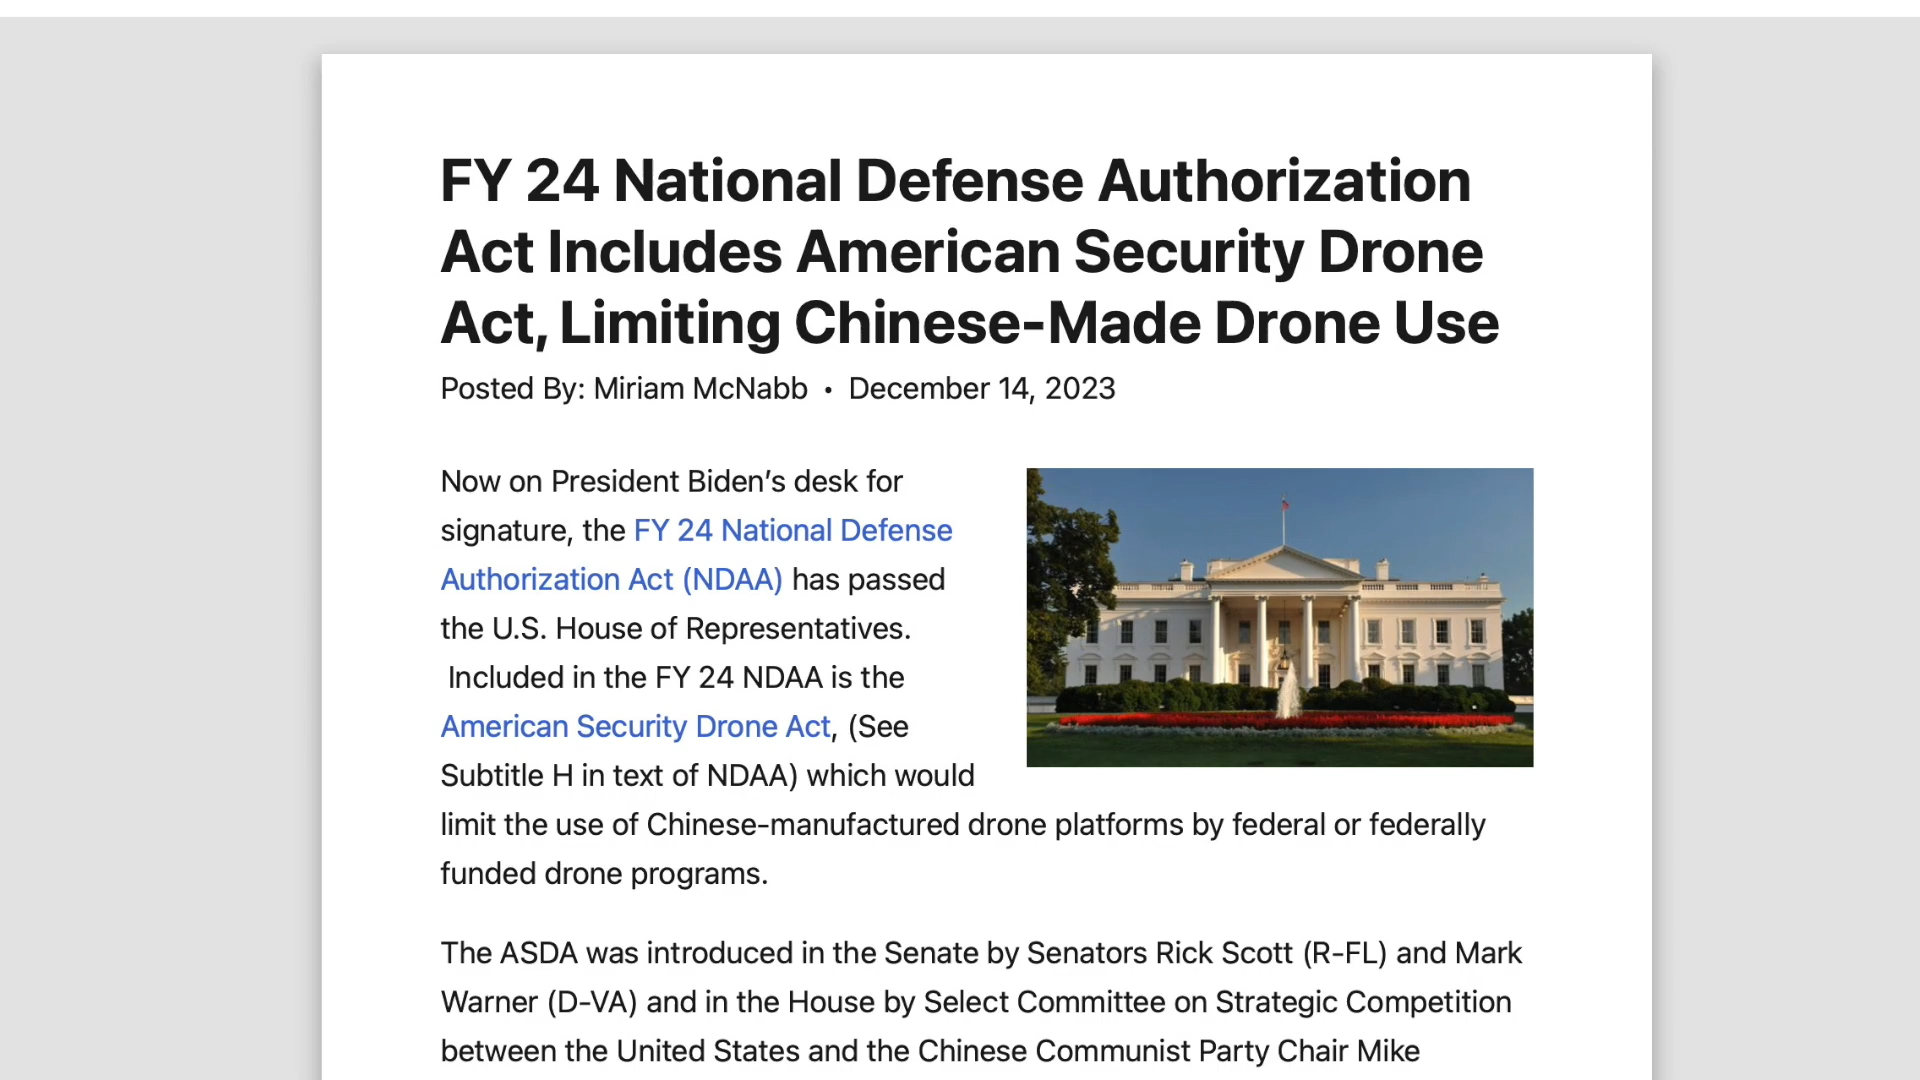 FY 24 National Defense Authorization
Act Includes American Security Drone
Act, Limiting Chinese-Made Drone Use
Posted By: Miriam McNabb • December 14, 2023
Now on President Biden’s desk for
signature, the FY 24 National Defense
Authorization Act (NDAA) has passed
the U.S. House of Representatives.
Included in the FY 24 NDAA is the
American Security Drone Act, (See
Subtitle H in text of NDAA) which would
limit the use of Chinese-manufactured drone platforms by federal or federally
funded drone programs.
The ASDA was introduced in the Senate by Senators Rick Scott (R-FL) and Mark
Warner (D-VA) and in the House by Select Committee on Strategic Competition
between the United States and the Chinese Communist Party Chair Mike